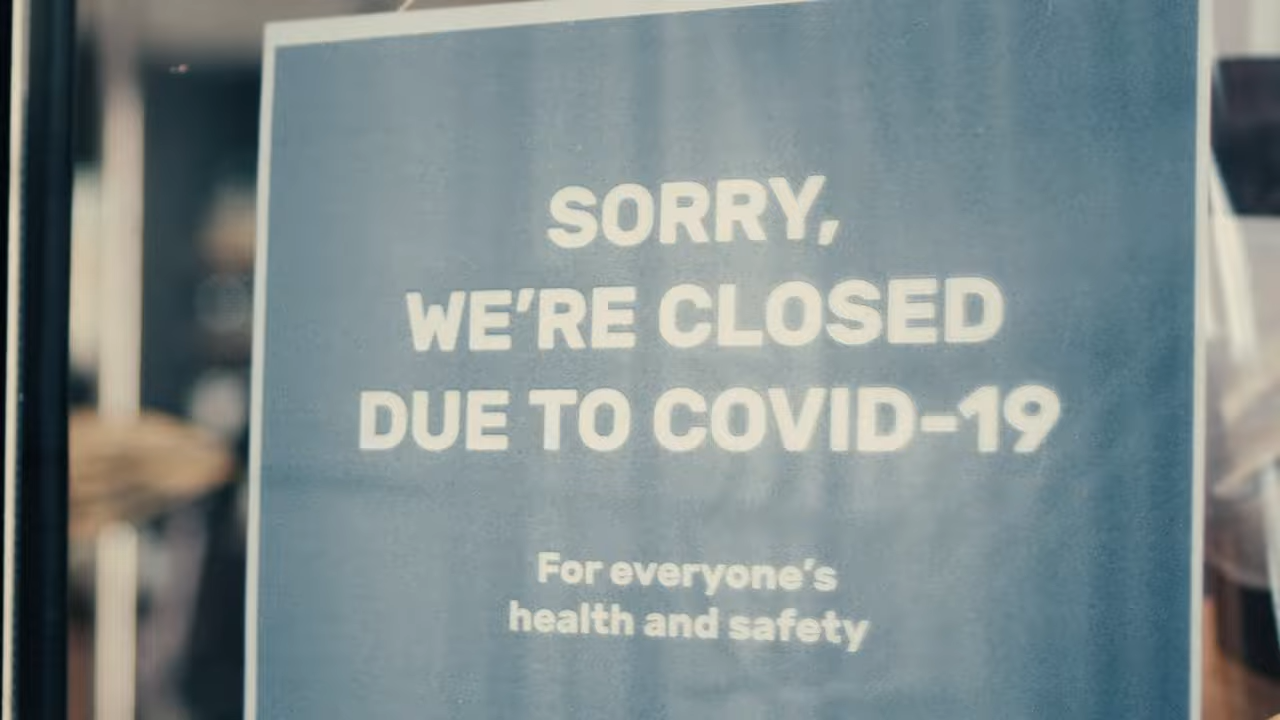 SORRY,
WE'RE CLOSED
DUE TO COVID-19
For everyone's
health and safety